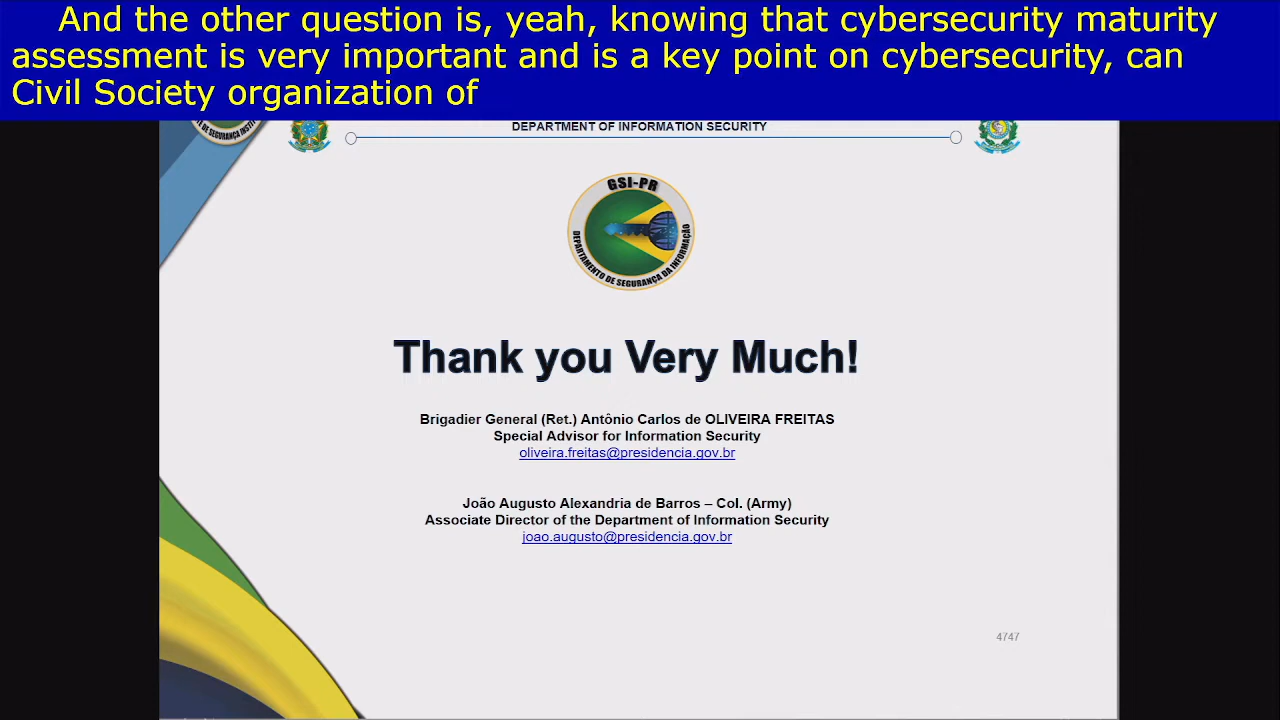 And the other question is, yeah, knowing that cybersecurity maturity
assessment is very important and is a key point on cybersecurity, can
Civil Society organization of
DEPARTMENT OF INFORMATION SECURITY
GSI-PR
DEPARTAMENTO DE SEGURANÇA DA INFORMAÇÃO
Thank you Very Much!
Brigadier General (Ret.) Antônio Carlos de OLIVEIRA FREITAS
Special Advisor for Information Security
oliveira.freitas@presidencia.gov.br
João Augusto Alexandria de Barros – Col. (Army)
Associate Director of the Department of Information Security
joao.augusto@presidencia.gov.br
4747